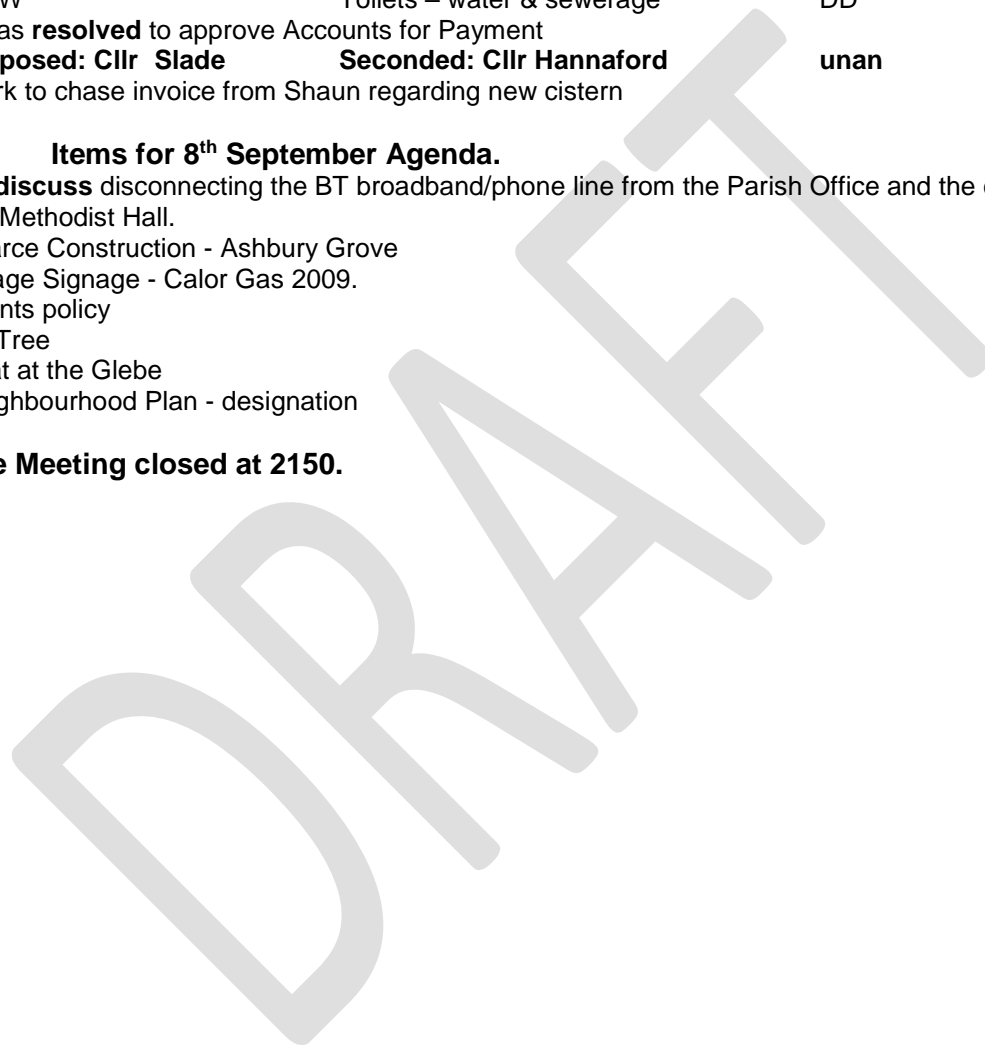 W Toilets – water & sewerage DD
as resolved to approve Accounts for Payment
posed: Cllr Slade Seconded: Cllr Hannaford unan
rk to chase invoice from Shaun regarding new cistern
Items for 8th September Agenda.
discuss disconnecting the BT broadband/phone line from the Parish Office and the
Methodist Hall.
arce Construction - Ashbury Grove
age Signage - Calor Gas 2009.
nts policy
Tree
at at the Glebe
ghbourhood Plan - designation
e Meeting closed at 2150.
DRAFT